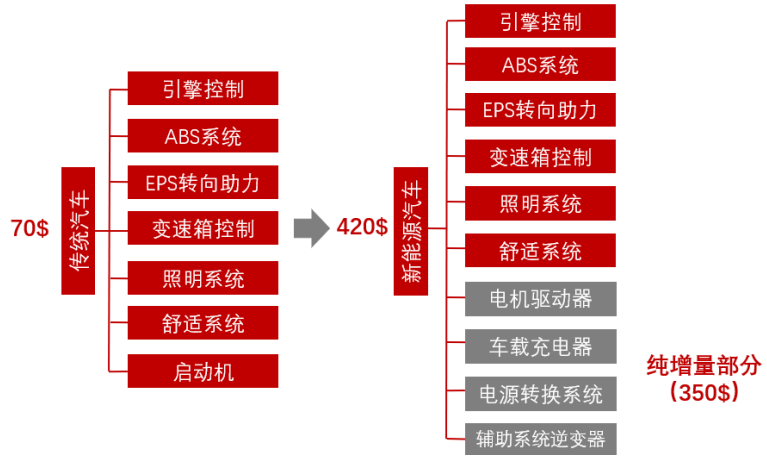 70$
传统汽车
引擎控制
ABS系统
EPS转向助力
变速箱控制
照明系统
舒适系统
启动机
420$
新能源汽车
引擎控制
ABS系统
EPS转向助力
变速箱控制
照明系统
舒适系统
电机驱动器
车载充电器
电源转换系统
辅助系统逆变器
纯增量部分
(350$)